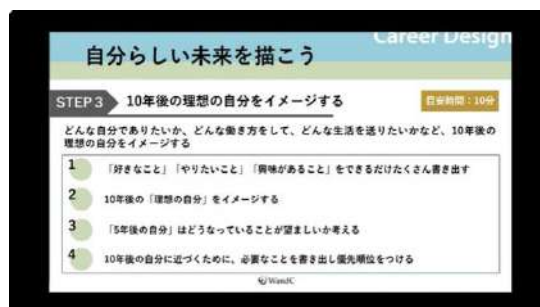 Career Design
自分らしい未来を描こう
STEP3 10年後の理想の自分をイメージする
目安時間：10分
どんな自分でありたいか、どんな働き方をして、どんな生活を送りたいかなど、10年後の
理想の自分をイメージする
1 「好きなこと」「やりたいこと」「興味があること」をできるだけたくさん書き出す
2 10年後の「理想の自分」をイメージする
3 「5年後の自分」はどうなっていることが望ましいか考える
4 10年後の自分に近づくために、必要なことを書き出し優先順位をつける
WandC